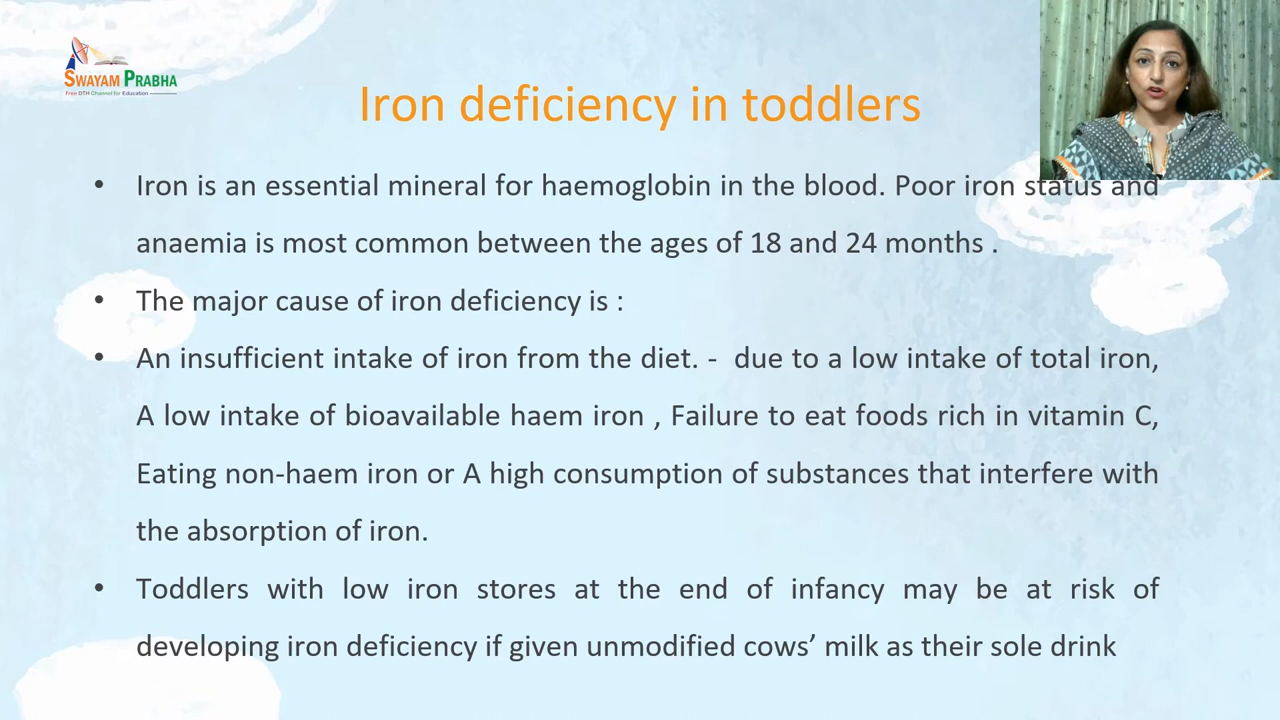 SWAYAM PRABHA
Free DTH Channel for Education
Iron deficiency in toddlers
• Iron is an essential mineral for haemoglobin in the blood. Poor iron status and
anaemia is most common between the ages of 18 and 24 months .
• The major cause of iron deficiency is :
• An insufficient intake of iron from the diet. - due to a low intake of total iron,
A low intake of bioavailable haem iron , Failure to eat foods rich in vitamin C,
Eating non-haem iron or A high consumption of substances that interfere with
the absorption of iron.
• Toddlers with low iron stores at the end of infancy may be at risk of
developing iron deficiency if given unmodified cows’ milk as their sole drink